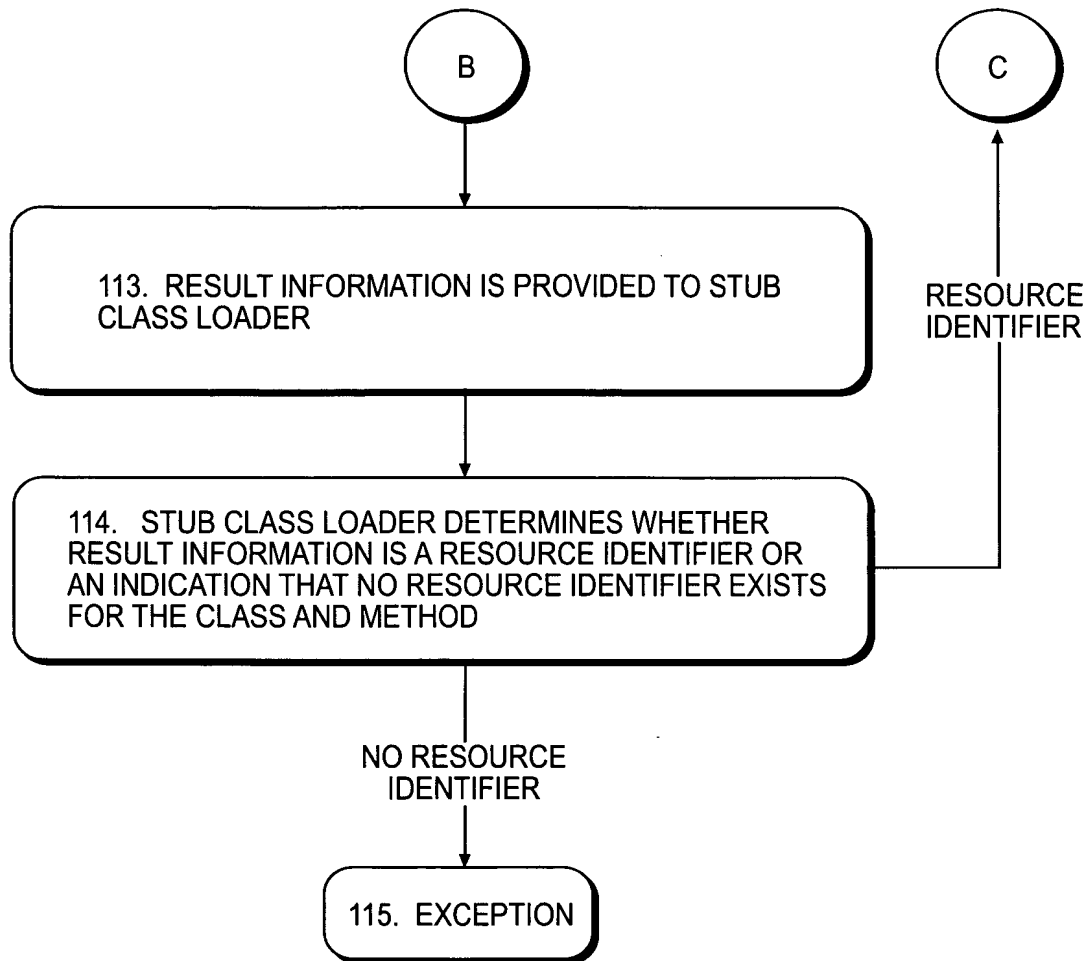 B
C
113. RESULT INFORMATION IS PROVIDED TO STUB
CLASS LOADER
RESOURCE
IDENTIFIER
114. STUB CLASS LOADER DETERMINES WHETHER
RESULT INFORMATION IS A RESOURCE IDENTIFIER OR
AN INDICATION THAT NO RESOURCE IDENTIFIER EXISTS
FOR THE CLASS AND METHOD
NO RESOURCE
IDENTIFIER
115. EXCEPTION